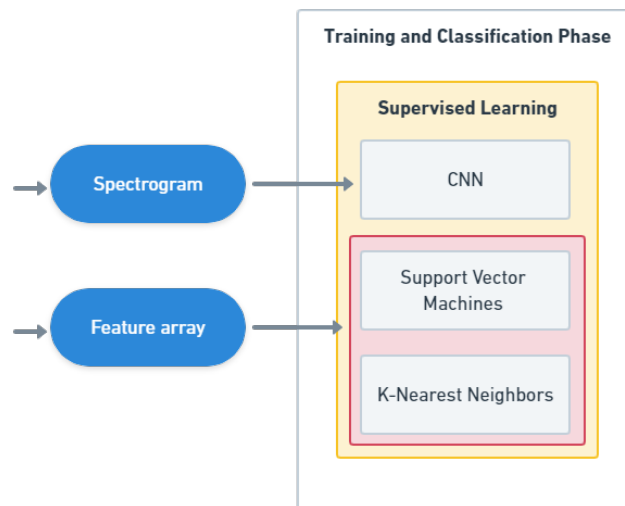 Training and Classification Phase
Supervised Learning
Spectrogram
CNN
Support Vector
Machines
Feature array
K-Nearest Neighbors